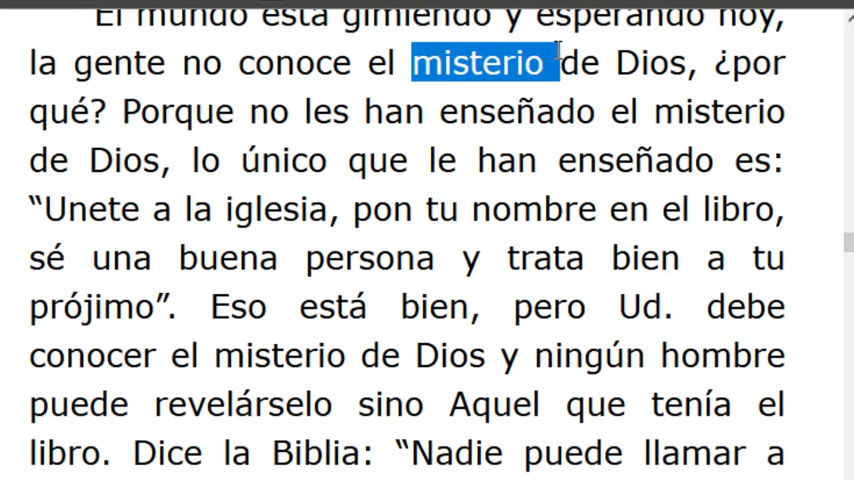 El mundo está gimiendo y esperando hoy,
la gente no conoce el misterio de Dios, ¿por
qué? Porque no les han enseñado el misterio
de Dios, lo único que le han enseñado es:
“Unete a la iglesia, pon tu nombre en el libro,
sé una buena persona y trata bien a tu
prójimo”. Eso está bien, pero Ud. debe
conocer el misterio de Dios y ningún hombre
puede revelárselo sino Aquel que tenía el
libro. Dice la Biblia: “Nadie puede llamar a